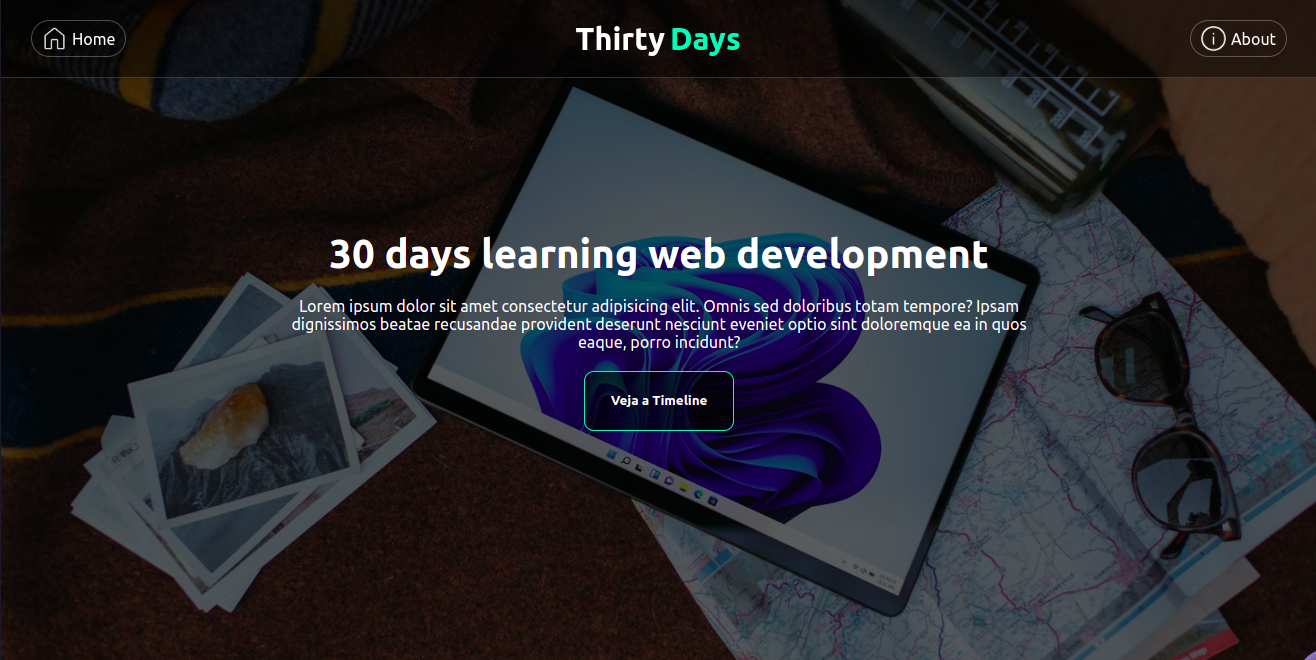 Home
Thirty Days
About
30 days learning web development
Lorem ipsum dolor sit amet consectetur adipisicing elit. Omnis sed doloribus totam tempore? Ipsam
dignissimos beatae recusandae provident deserunt nesciunt eveniet optio sint doloremque ea in quos
eaque, porro incidunt?
Veja a Timeline